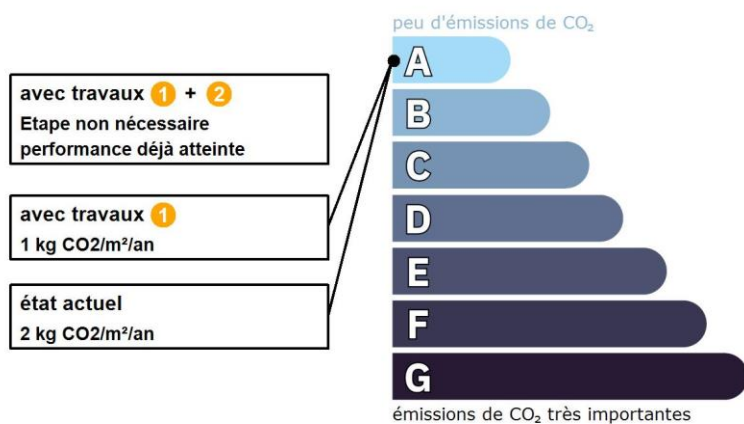 peu d'émissions de CO₂
avec travaux 1 + 2
Etape non nécessaire
performance déjà atteinte
avec travaux 1
1 kg CO2/m²/an
état actuel
2 kg CO2/m²/an
A
B
C
D
E
F
G
émissions de CO₂ très importantes